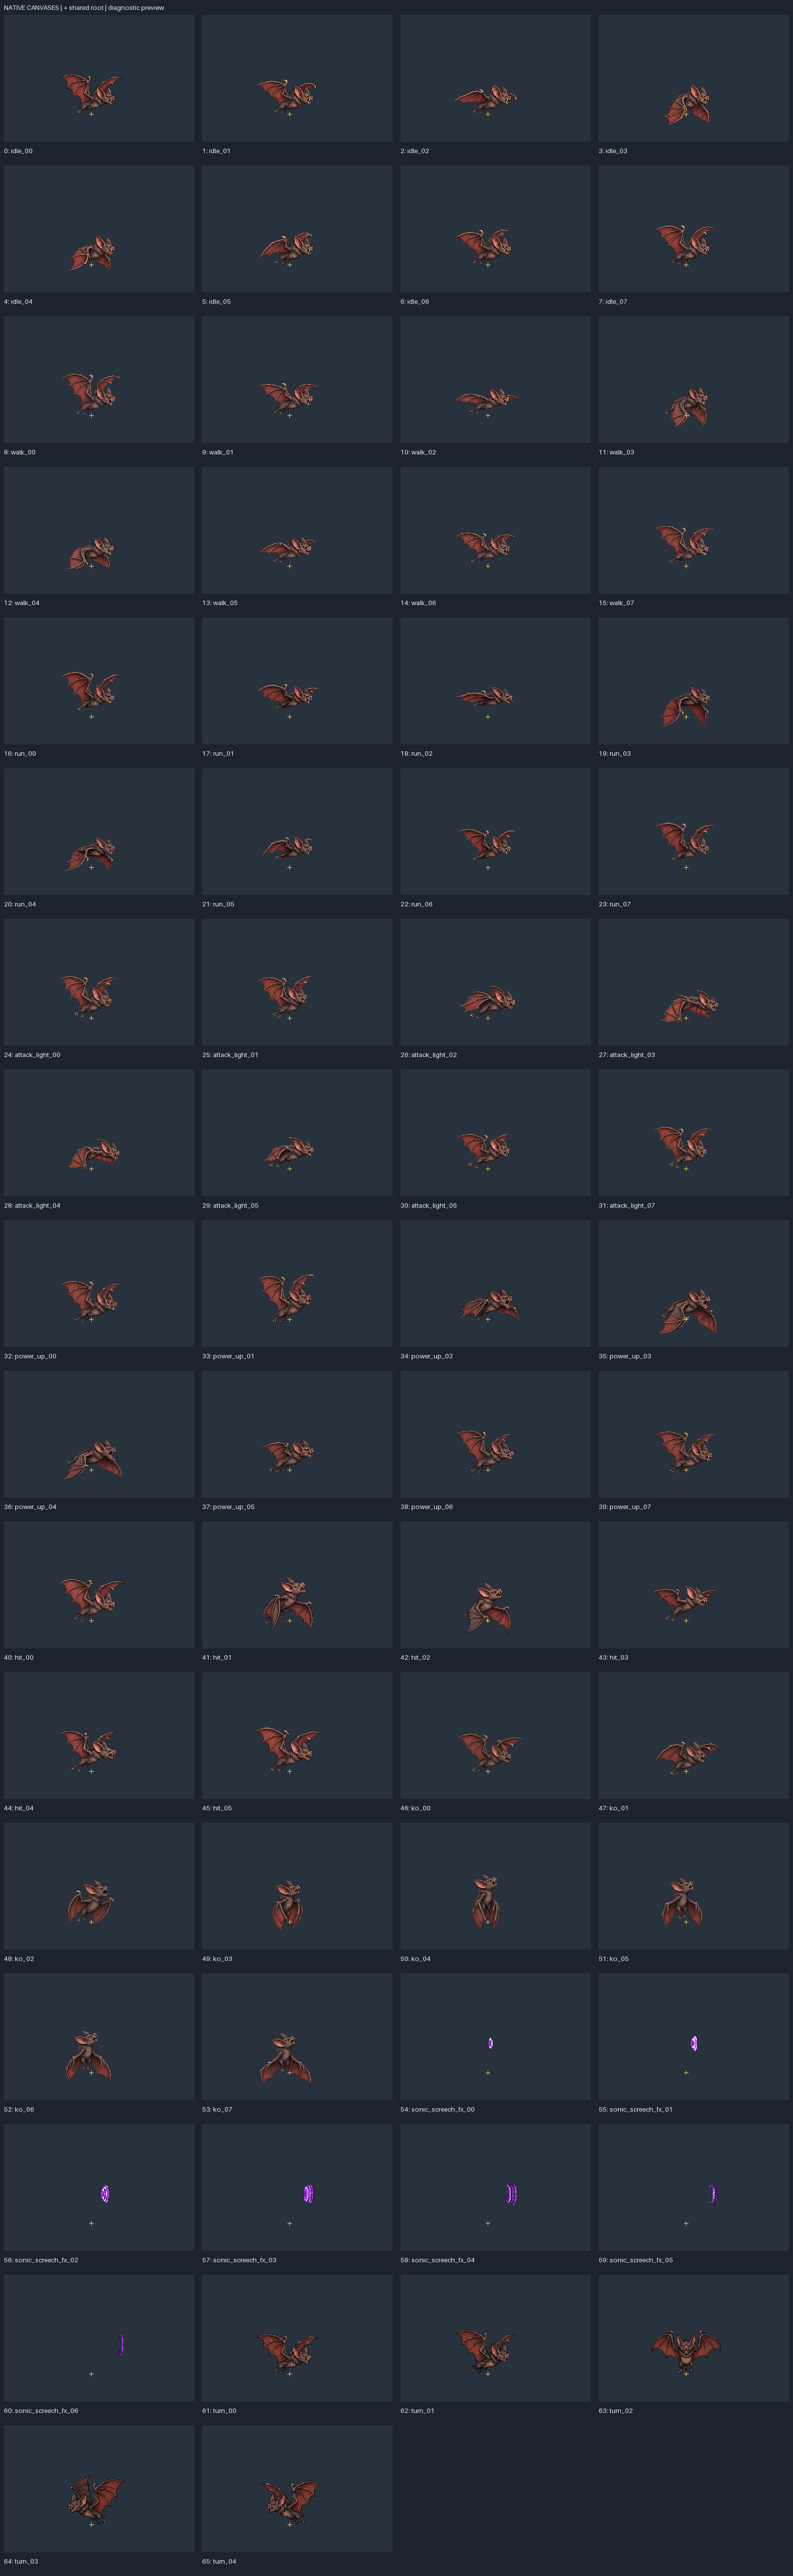 NATIVE CANVASES | + shared root | diagnostic preview
0: idle_00 1: idle_01 2: idle_02 3: idle_03
4: idle_04 5: idle_05 6: idle_06 7: idle_07
8: walk_00 9: walk_01 10: walk_02 11: walk_03
12: walk_04 13: walk_05 14: walk_06 15: walk_07
16: run_00 17: run_01 18: run_02 19: run_03
20: run_04 21: run_05 22: run_06 23: run_07
24: attack_light_00 25: attack_light_01 26: attack_light_02 27: attack_light_03
28: attack_light_04 29: attack_light_05 30: attack_light_06 31: attack_light_07
32: power_up_00 33: power_up_01 34: power_up_02 35: power_up_03
36: power_up_04 37: power_up_05 38: power_up_06 39: power_up_07
40: hit_00 41: hit_01 42: hit_02 43: hit_03
44: hit_04 45: hit_05 46: ko_00 47: ko_01
48: ko_02 49: ko_03 50: ko_04 51: ko_05
52: ko_06 53: ko_07 54: sonic_screech_fx_00 55: sonic_screech_fx_01
56: sonic_screech_fx_02 57: sonic_screech_fx_03 58: sonic_screech_fx_04 59: sonic_screech_fx_05
60: sonic_screech_fx_06 61: turn_00 62: turn_01 63: turn_02
64: turn_03 65: turn_04